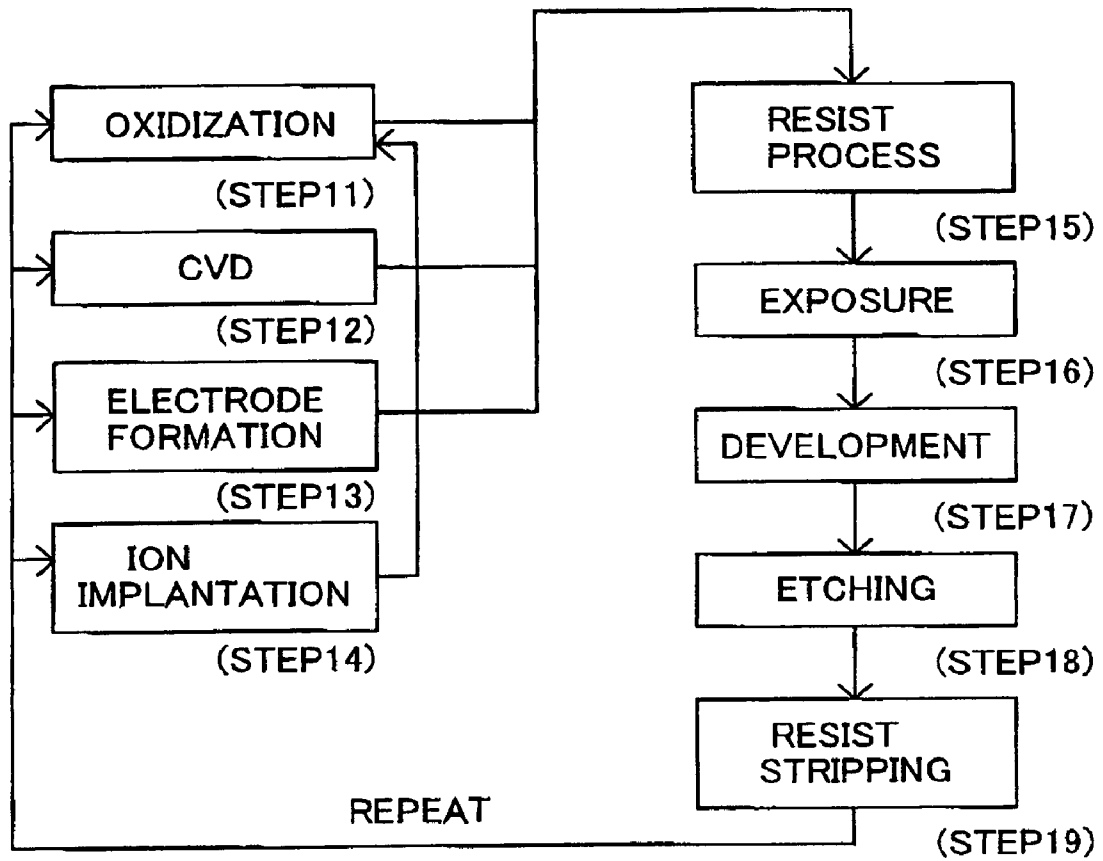 OXIDIZATION
(STEP11)
CVD
(STEP12)
ELECTRODE
FORMATION
(STEP13)
ION
IMPLANTATION
(STEP14)
RESIST
PROCESS
(STEP15)
EXPOSURE
(STEP16)
DEVELOPMENT
(STEP17)
ETCHING
(STEP18)
RESIST
STRIPPING
(STEP19)
REPEAT